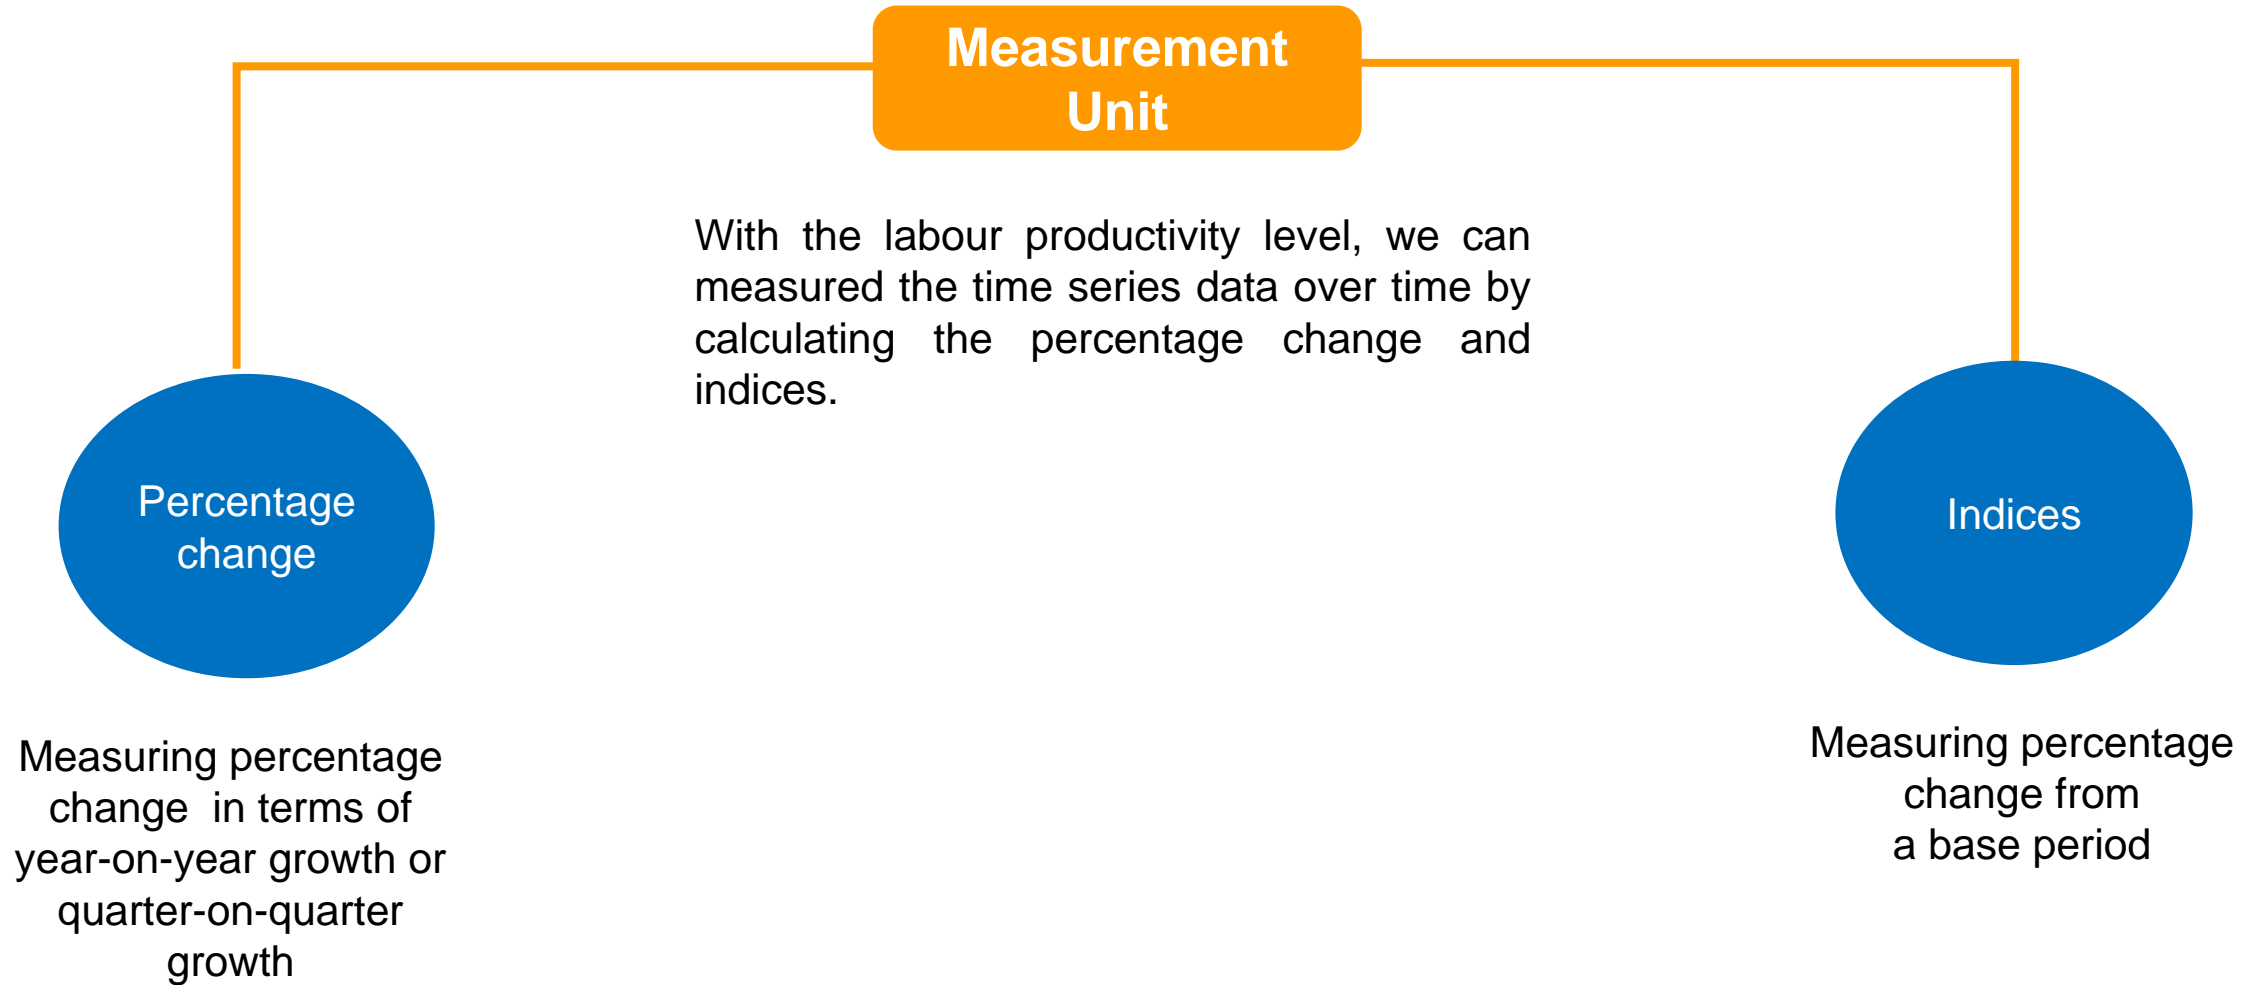 Measurement
Unit
With the labour productivity level, we can
measured the time series data over time by
calculating the percentage change and
indices.
Percentage
change
Indices
Measuring percentage
change in terms of
year-on-year growth or
quarter-on-quarter
growth
Measuring percentage
change from
a base period